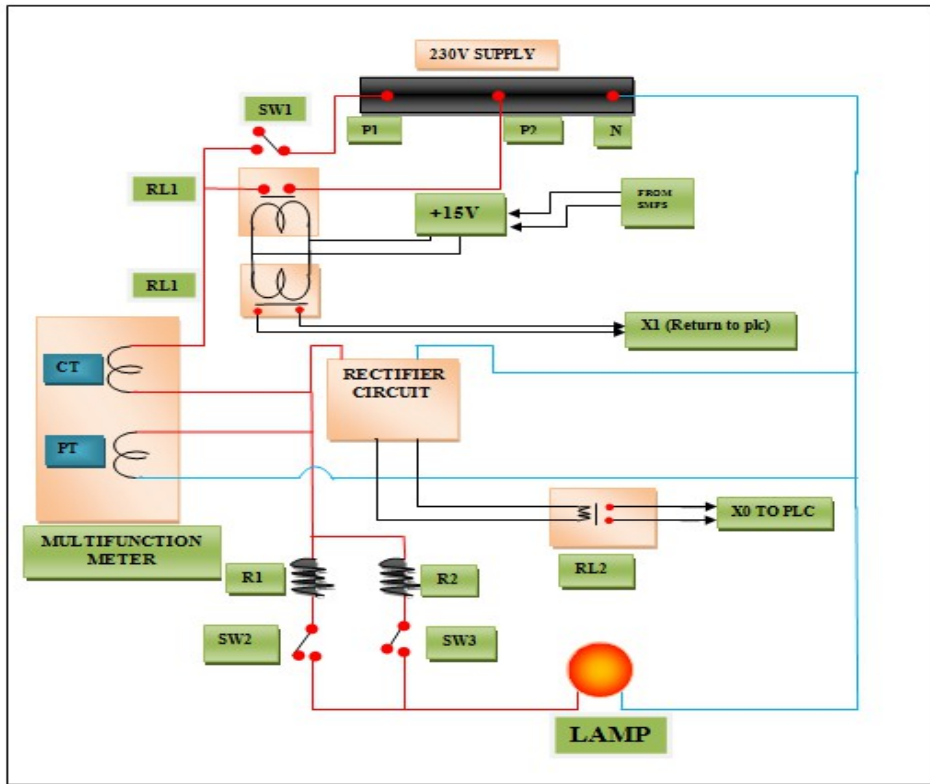 230V SUPPLY
SW1
P1
P2
N
RL1
+15V
FROM
SMPS
RL1
X1 (Return to plc)
CT
RECTIFIER
CIRCUIT
PT
X0 TO PLC
MULTIFUNCTION
METER
RL2
R1
R2
SW2
SW3
LAMP